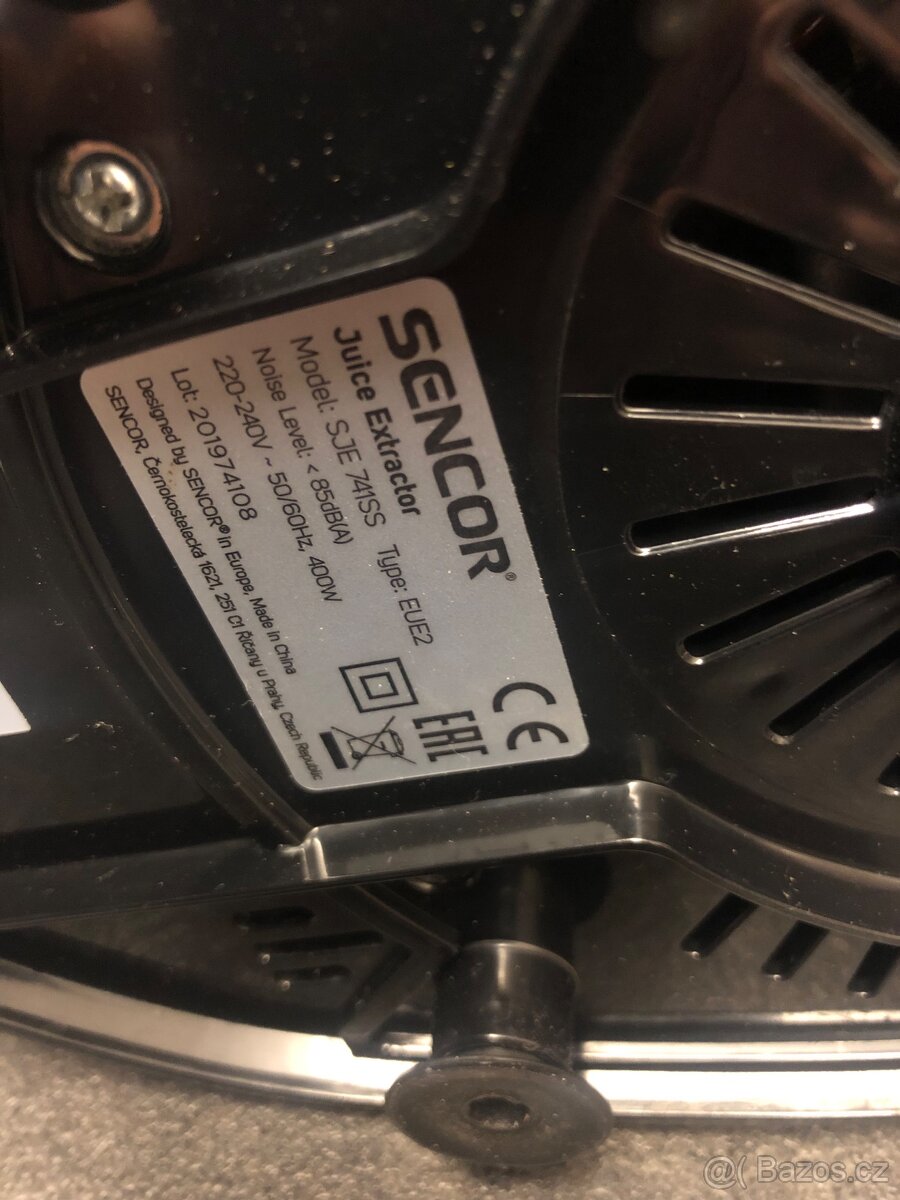 SENCOR®
Juice Extractor
Model: SJE 741SS Type: EUE2
Noise Level: < 85dB(A)
220-240V ~ 50/60Hz, 400W
Lot: 201974108
Designed by SENCOR® in Europe, Made in China
SENCOR, Černokostelecká 1621, 251 01 Říčany u Prahy, Czech Republic
CE
EAC
@( Bazos.cz